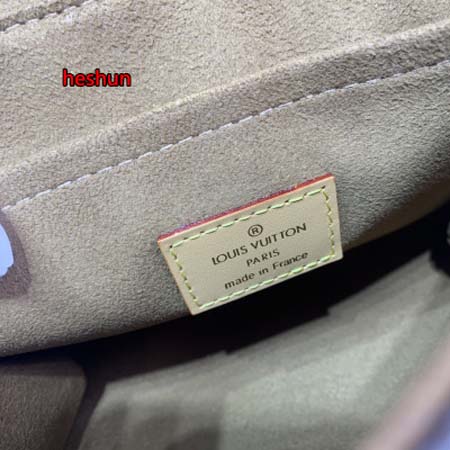 heshun
®
LOUIS VUITTON
PARIS
made in France